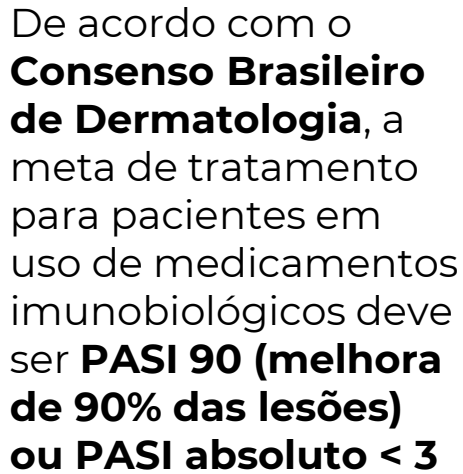 De acordo com o
Consenso Brasileiro
de Dermatologia, a
meta de tratamento
para pacientes em
uso de medicamentos
imunobiológicos deve
ser PASI 90 (melhora
de 90% das lesões)
ou PASI absoluto < 3